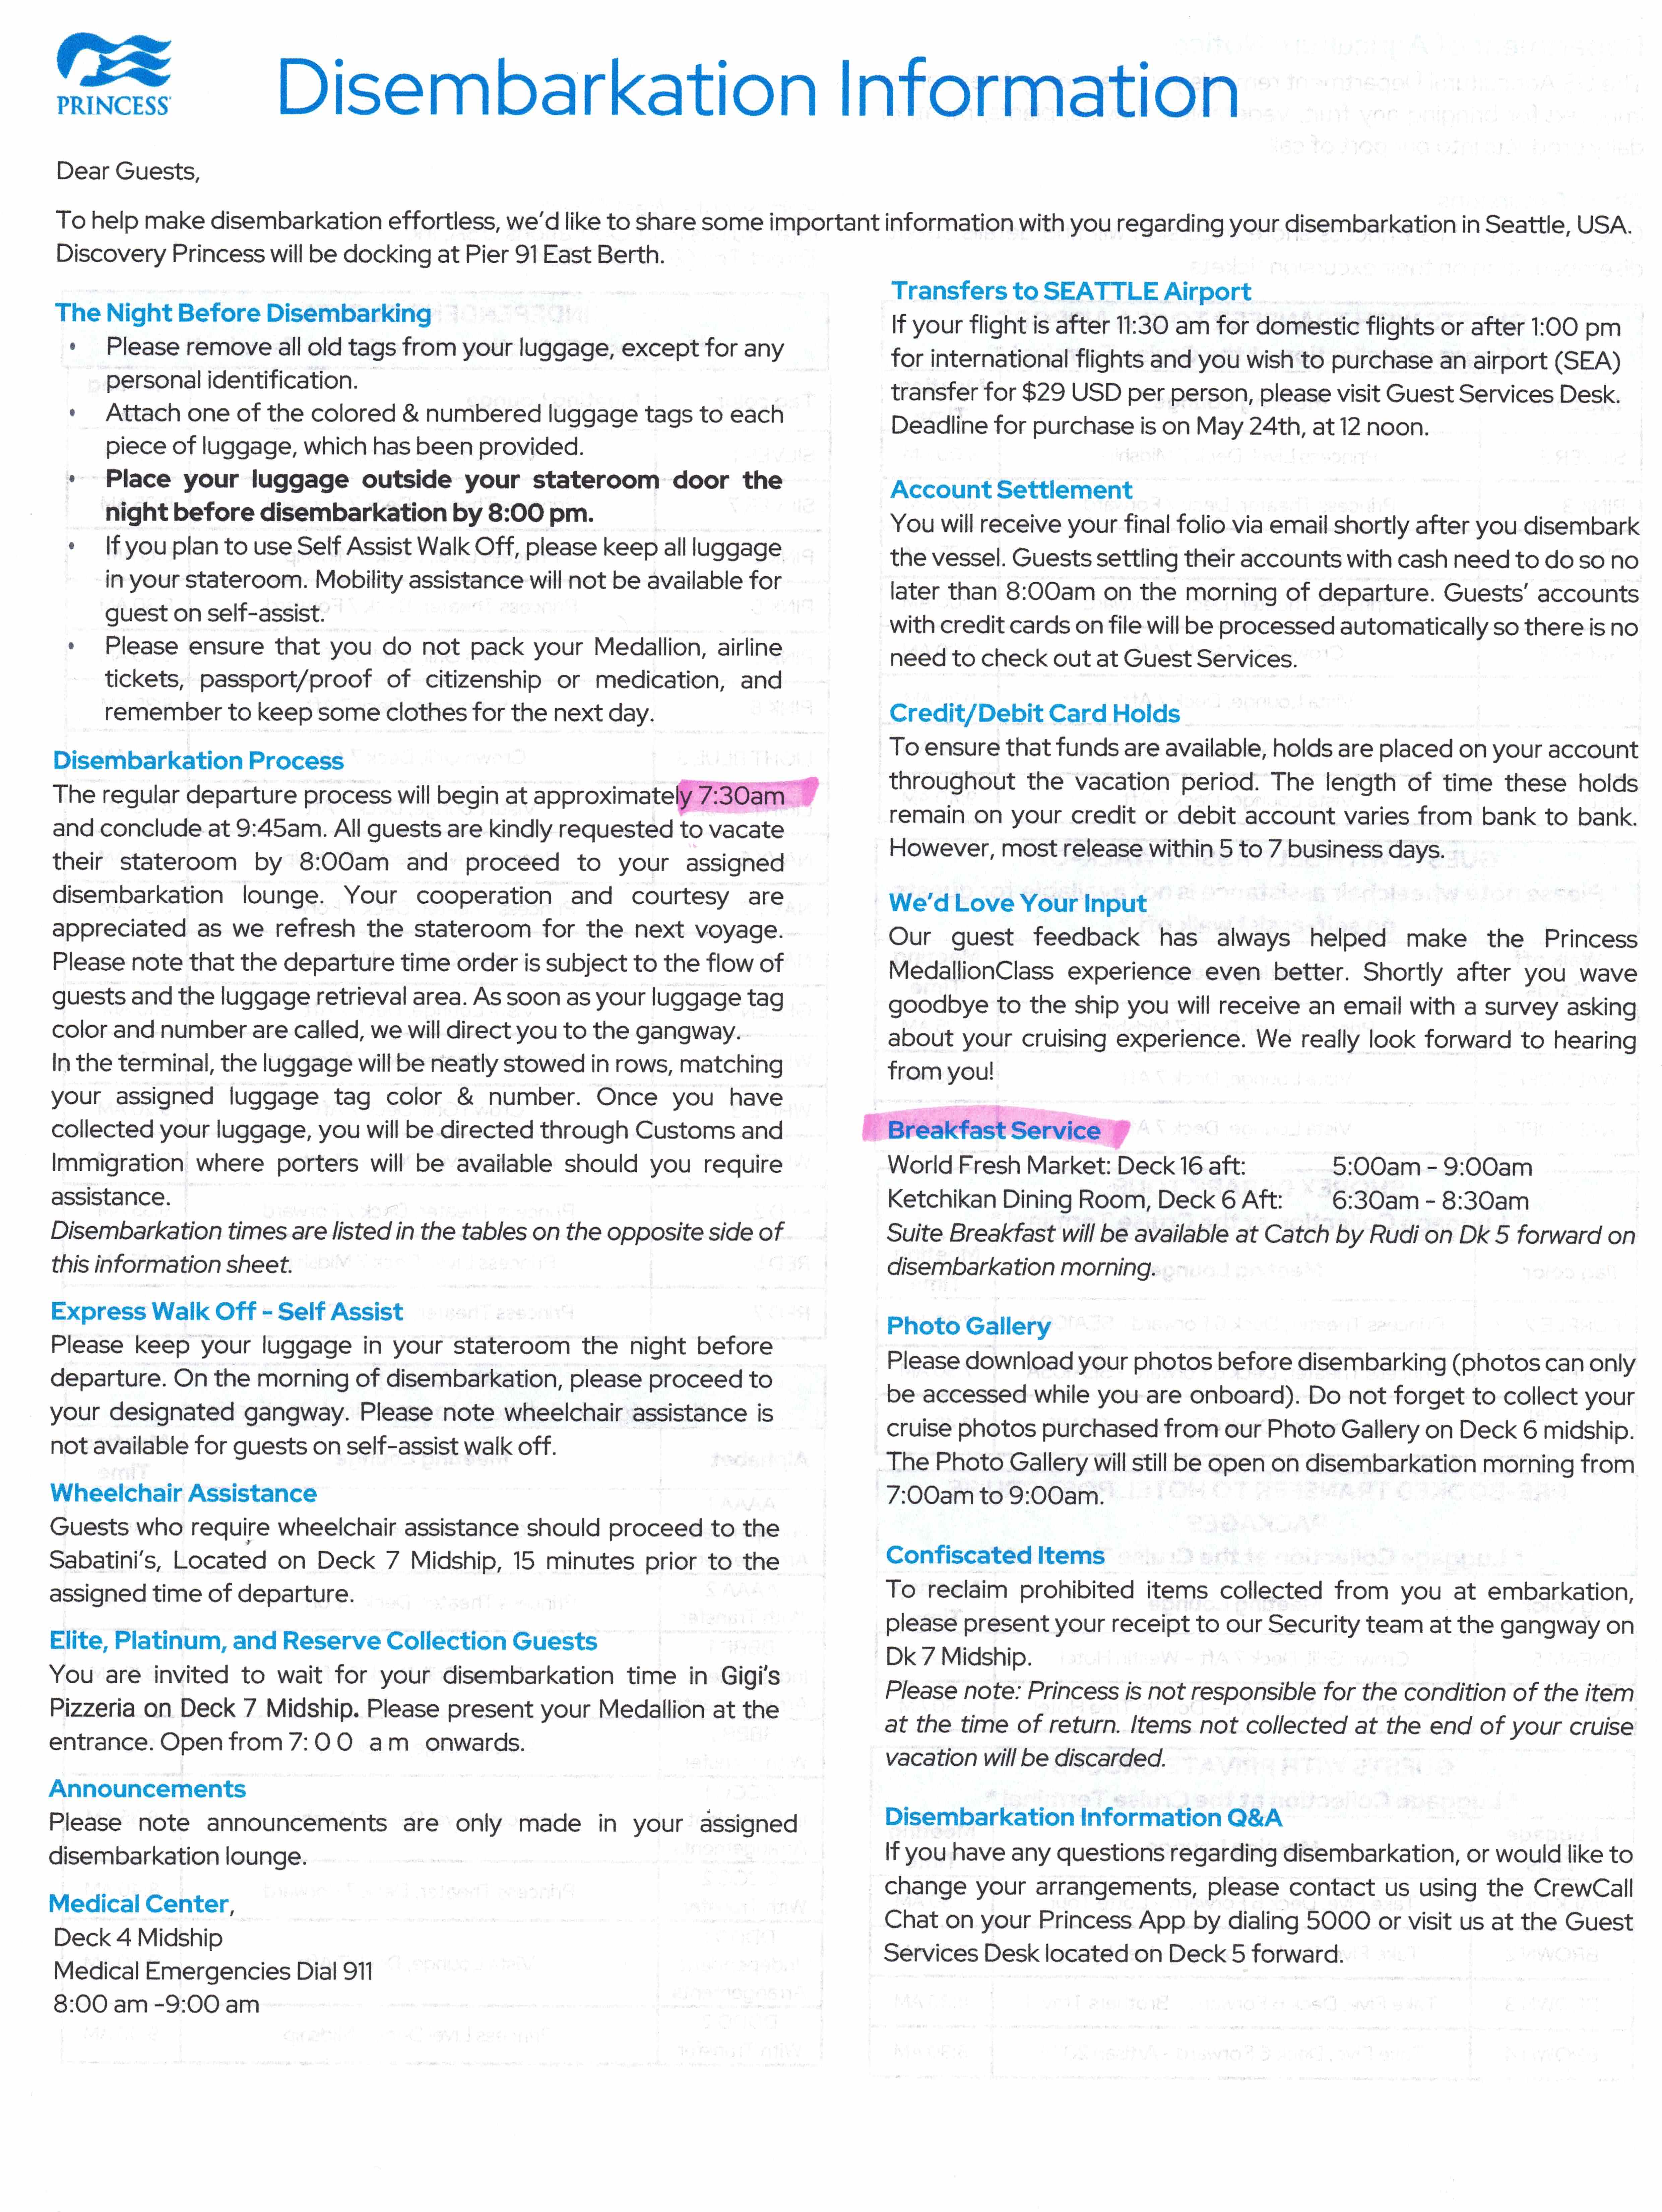 PRINCESS
Disembarkation Information
Dear Guests,
To help make disembarkation effortless, we'd like to share some important information with you regarding your disembarkation in Seattle, USA.
Discovery Princess will be docking at Pier 91 East Berth.
The Night Before Disembarking
• Please remove all old tags from your luggage, except for any
personal identification.
• Attach one of the colored & numbered luggage tags to each
piece of luggage, which has been provided.
• Place your luggage outside your stateroom door the
night before disembarkation by 8:00 pm.
• If you plan to use Self Assist Walk Off, please keep all luggage
in your stateroom. Mobility assistance will not be available for
guest on self-assist.
• Please ensure that you do not pack your Medallion, airline
tickets, passport/proof of citizenship or medication, and
remember to keep some clothes for the next day.
Disembarkation Process
The regular departure process will begin at approximately 7:30am
and conclude at 9:45am. All guests are kindly requested to vacate
their stateroom by 8:00am and proceed to your assigned
disembarkation lounge. Your cooperation and courtesy are
appreciated as we refresh the stateroom for the next voyage.
Please note that the departure time order is subject to the flow of
guests and the luggage retrieval area. As soon as your luggage tag
color and number are called, we will direct you to the gangway.
In the terminal, the luggage will be neatly stowed in rows, matching
your assigned luggage tag color & number. Once you have
collected your luggage, you will be directed through Customs and
Immigration where porters will be available should you require
assistance.
Disembarkation times are listed in the tables on the opposite side of
this information sheet.
Express Walk Off - Self Assist
Please keep your luggage in your stateroom the night before
departure. On the morning of disembarkation, please proceed to
your designated gangway. Please note wheelchair assistance is
not available for guests on self-assist walk off.
Wheelchair Assistance
Guests who require wheelchair assistance should proceed to the
Sabatini's, Located on Deck 7 Midship, 15 minutes prior to the
assigned time of departure.
Elite, Platinum, and Reserve Collection Guests
You are invited to wait for your disembarkation time in Gigi's
Pizzeria on Deck 7 Midship. Please present your Medallion at the
entrance. Open from 7:00 am onwards.
Announcements
Please note announcements are only made in your assigned
disembarkation lounge.
Medical Center,
Deck 4 Midship
Medical Emergencies Dial 911
8:00 am -9:00 am
Transfers to SEATTLE Airport
If your flight is after 11:30 am for domestic flights or after 1:00 pm
for international flights and you wish to purchase an airport (SEA)
transfer for $29 USD per person, please visit Guest Services Desk.
Deadline for purchase is on May 24th, at 12 noon.
Account Settlement
You will receive your final folio via email shortly after you disembark
the vessel. Guests settling their accounts with cash need to do so no
later than 8:00am on the morning of departure. Guests' accounts
with credit cards on file will be processed automatically so there is no
need to check out at Guest Services.
Credit/Debit Card Holds
To ensure that funds are available, holds are placed on your account
throughout the vacation period. The length of time these holds
remain on your credit or debit account varies from bank to bank.
However, most release within 5 to 7 business days.
We'd Love Your Input
Our guest feedback has always helped make the Princess
MedallionClass experience even better. Shortly after you wave
goodbye to the ship you will receive an email with a survey asking
about your cruising experience. We really look forward to hearing
from you!
Breakfast Service
World Fresh Market: Deck 16 aft: 5:00am - 9:00am
Ketchikan Dining Room, Deck 6 Aft: 6:30am - 8:30am
Suite Breakfast will be available at Catch by Rudi on Dk 5 forward on
disembarkation morning.
Photo Gallery
Please download your photos before disembarking (photos can only
be accessed while you are onboard). Do not forget to collect your
cruise photos purchased from our Photo Gallery on Deck 6 midship.
The Photo Gallery will still be open on disembarkation morning from
7:00am to 9:00am.
Confiscated Items
To reclaim prohibited items collected from you at embarkation,
please present your receipt to our Security team at the gangway on
Dk 7 Midship.
Please note: Princess is not responsible for the condition of the item
at the time of return. Items not collected at the end of your cruise
vacation will be discarded.
Disembarkation Information Q&A
If you have any questions regarding disembarkation, or would like to
change your arrangements, please contact us using the CrewCall
Chat on your Princess App by dialing 5000 or visit us at the Guest
Services Desk located on Deck 5 forward.